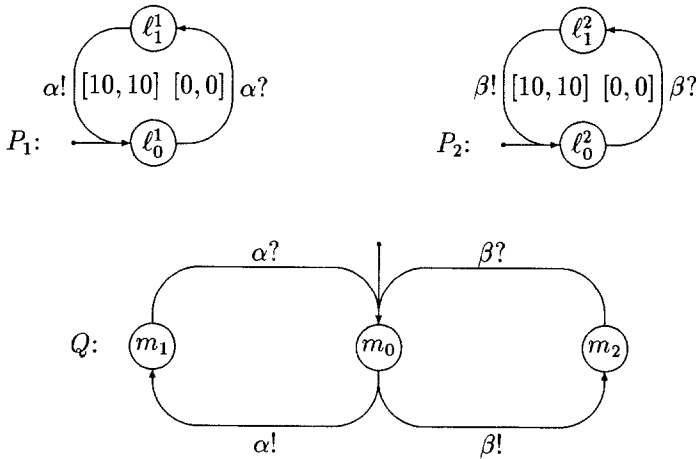 ℓ₁¹ ℓ₁²
α! [10, 10] [0, 0] α? β! [10, 10] [0, 0] β?
P₁: ℓ₀¹ P₂: ℓ₀²
α? β?
Q: m₁ m₀ m₂
α! β!